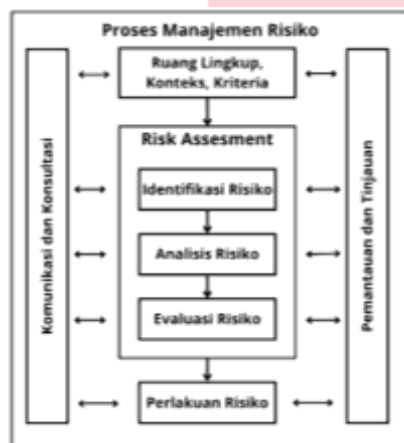 Proses Manajemen Risiko
Ruang Lingkup,
Konteks, Kriteria
Komunikasi dan Konsultasi
Risk Assesment
Identifikasi Risiko
Analisis Risiko
Evaluasi Risiko
Pemantauan dan Tinjauan
Perlakuan Risiko